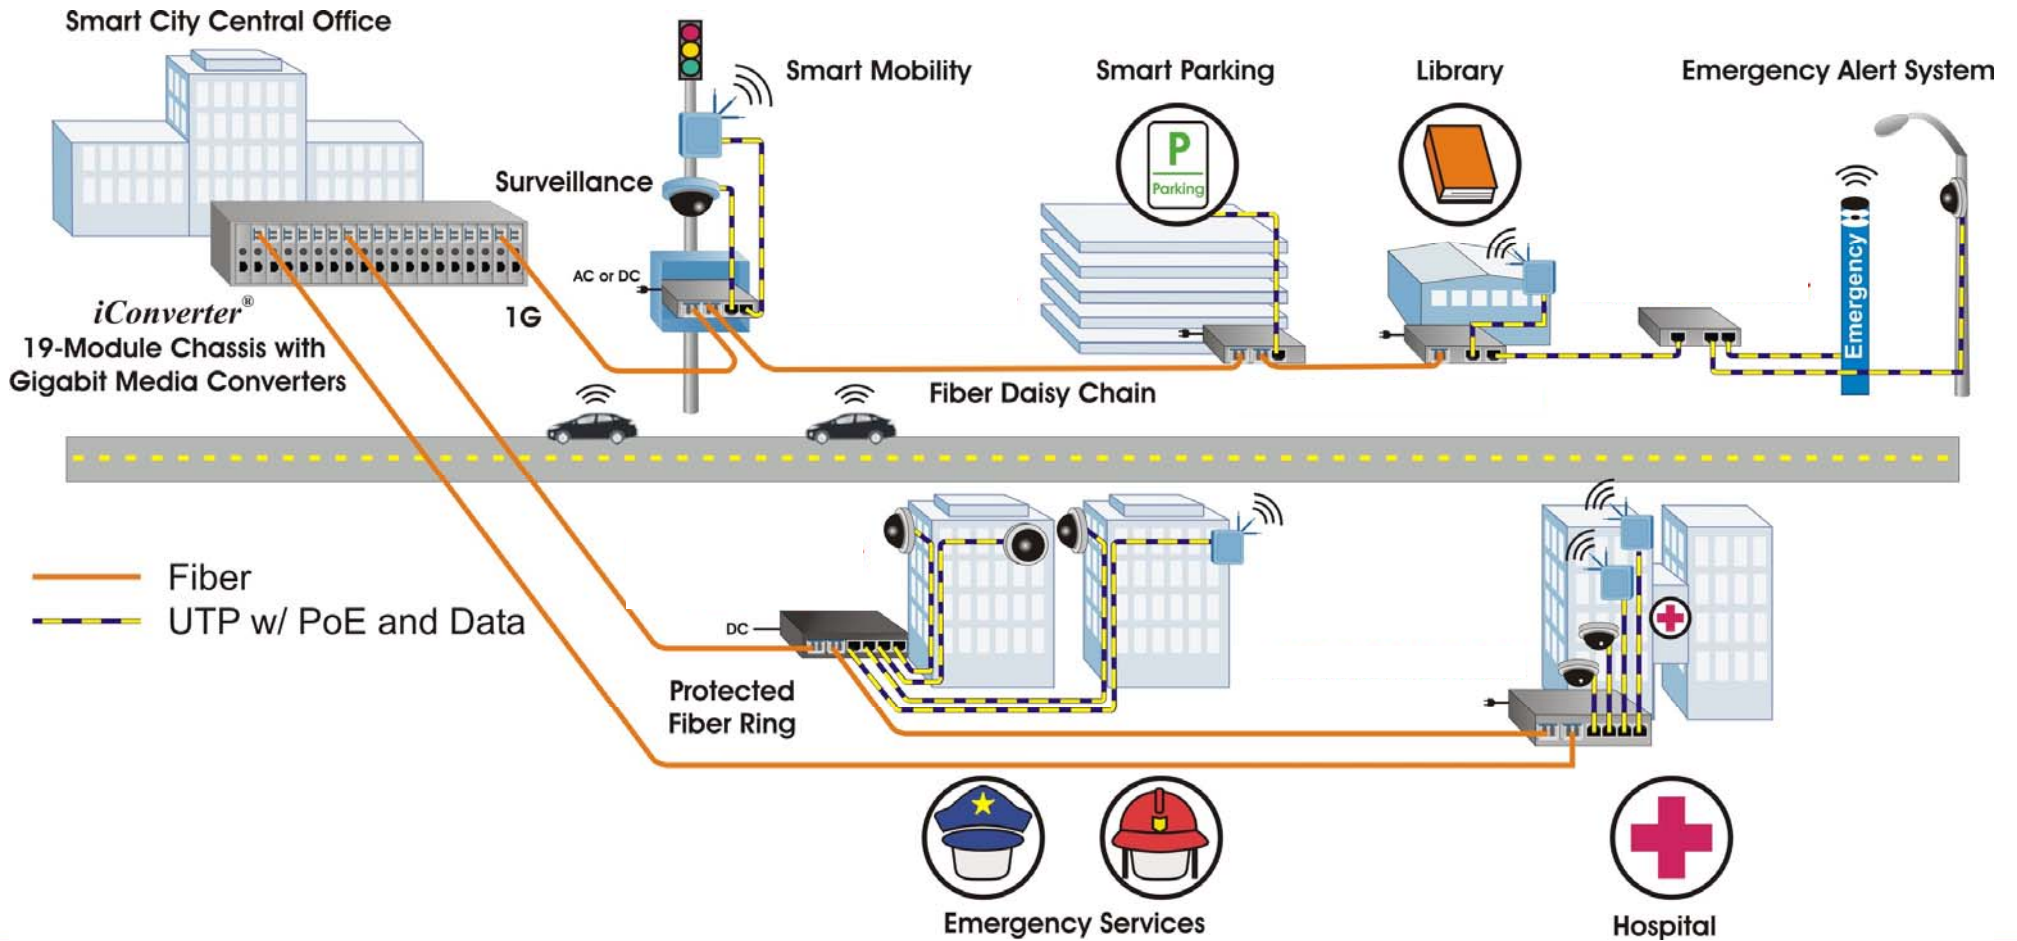 Smart City Central Office
Smart Mobility
Smart Parking
Library
Emergency Alert System
P
Parking
Surveillance
AC or DC
Emergency
iConverter®
19-Module Chassis with
Gigabit Media Converters
1G
Fiber Daisy Chain
Fiber
UTP w/ PoE and Data
DC
Protected
Fiber Ring
Emergency Services
Hospital